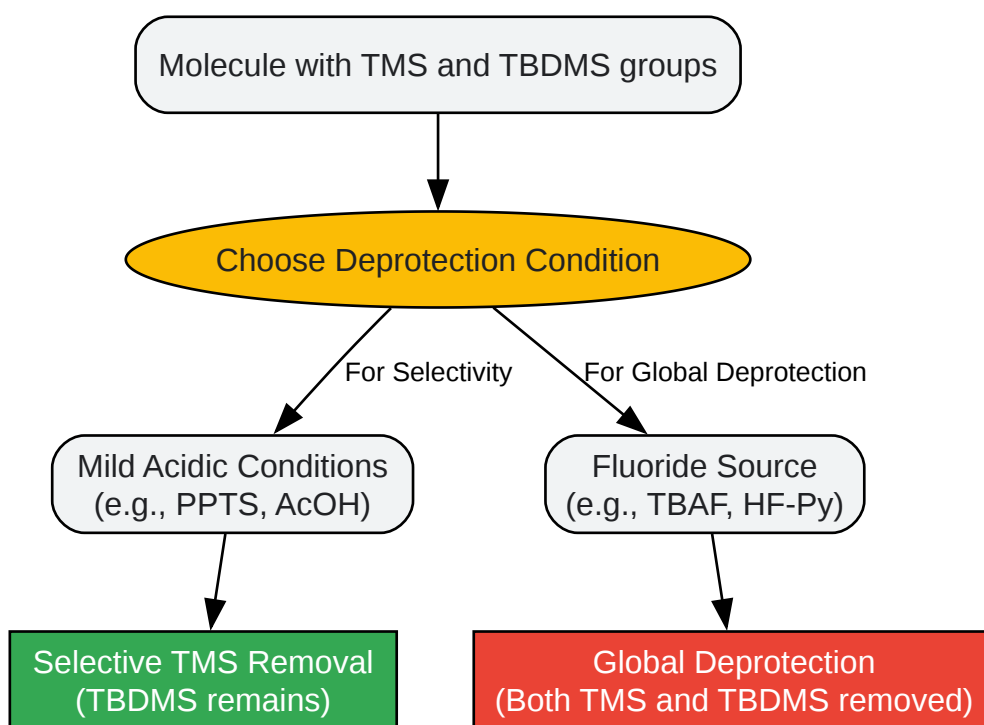 Molecule with TMS and TBDMS groups
Choose Deprotection Condition
For Selectivity
For Global Deprotection
Mild Acidic Conditions
(e.g., PPTS, AcOH)
Fluoride Source
(e.g., TBAF, HF-Py)
Selective TMS Removal
(TBDMS remains)
Global Deprotection
(Both TMS and TBDMS removed)